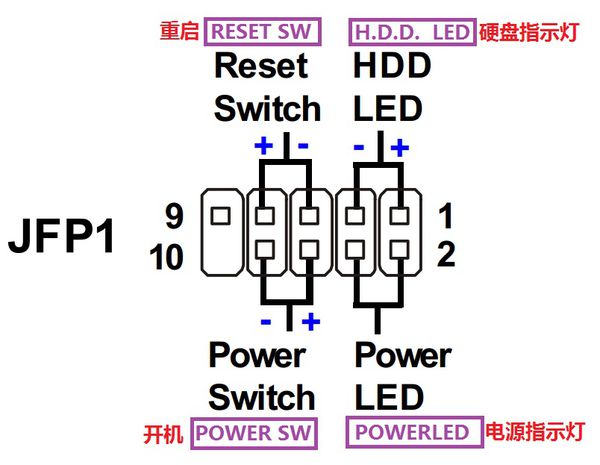 重启 RESET SW H.D.D. LED 硬盘指示灯
Reset HDD
Switch LED
+ - - +
9 1
JFP1
10 2
- +
Power Power
Switch LED
开机 POWER SW POWERLED 电源指示灯